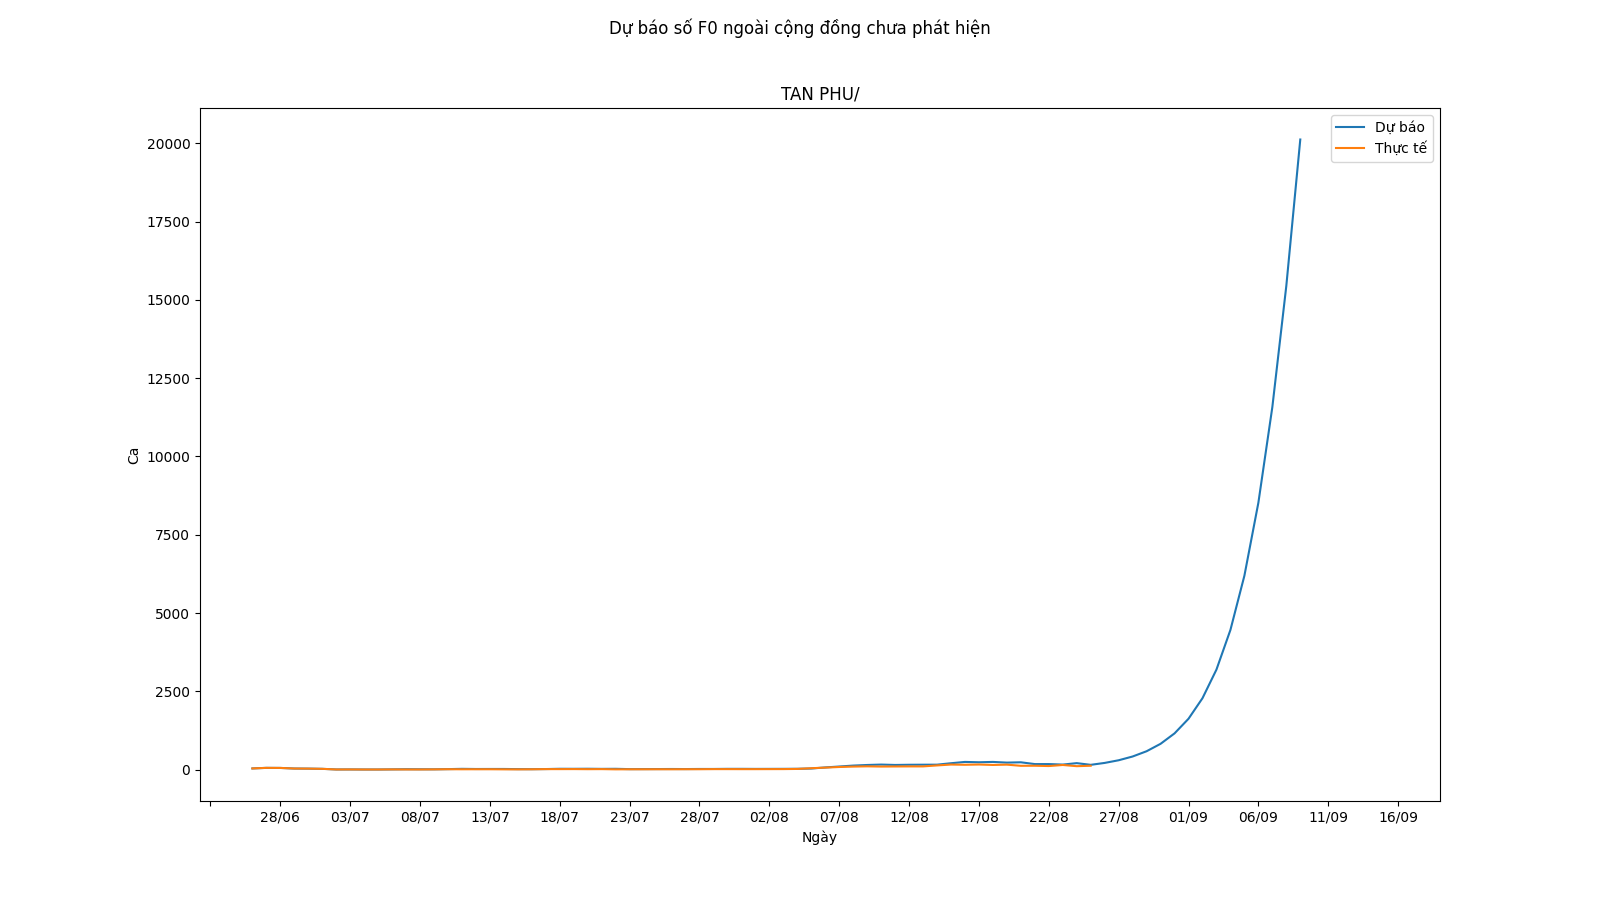 Dự báo số F0 ngoài cộng đồng chưa phát hiện
TAN PHU/
Dự báo
Thực tế
20000
17500
15000
12500
10000
7500
5000
2500
0
Ca
28/06 03/07 08/07 13/07 18/07 23/07 28/07 02/08 07/08 12/08 17/08 22/08 27/08 01/09 06/09 11/09 16/09
Ngày